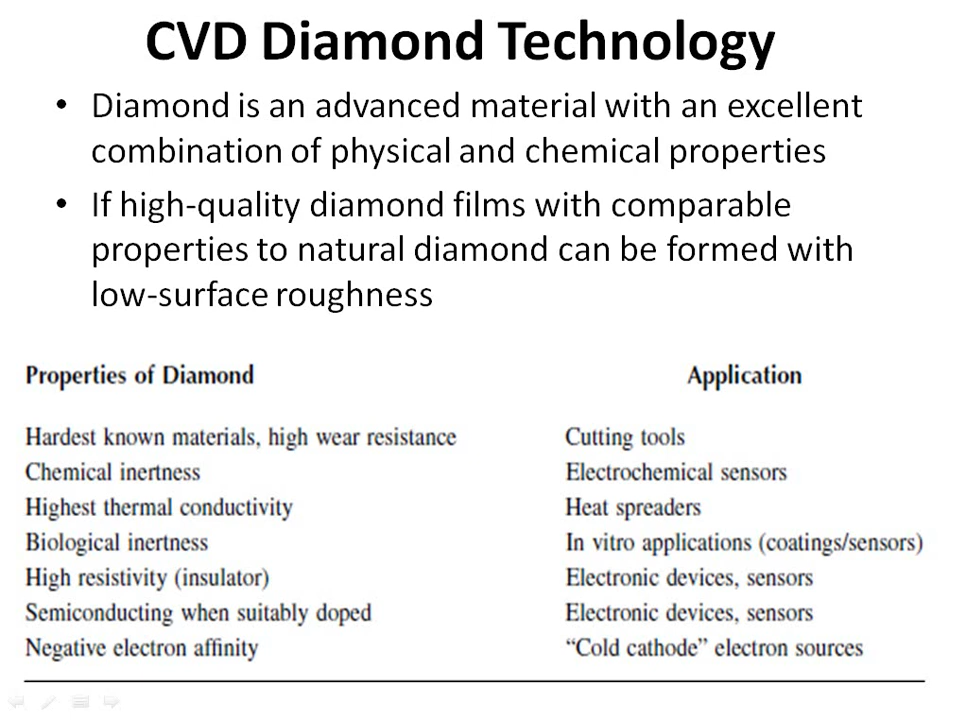 CVD Diamond Technology
• Diamond is an advanced material with an excellent
combination of physical and chemical properties
• If high-quality diamond films with comparable
properties to natural diamond can be formed with
low-surface roughness
Properties of Diamond Application
Hardest known materials, high wear resistance Cutting tools
Chemical inertness Electrochemical sensors
Highest thermal conductivity Heat spreaders
Biological inertness In vitro applications (coatings/sensors)
High resistivity (insulator) Electronic devices, sensors
Semiconducting when suitably doped Electronic devices, sensors
Negative electron affinity “Cold cathode” electron sources